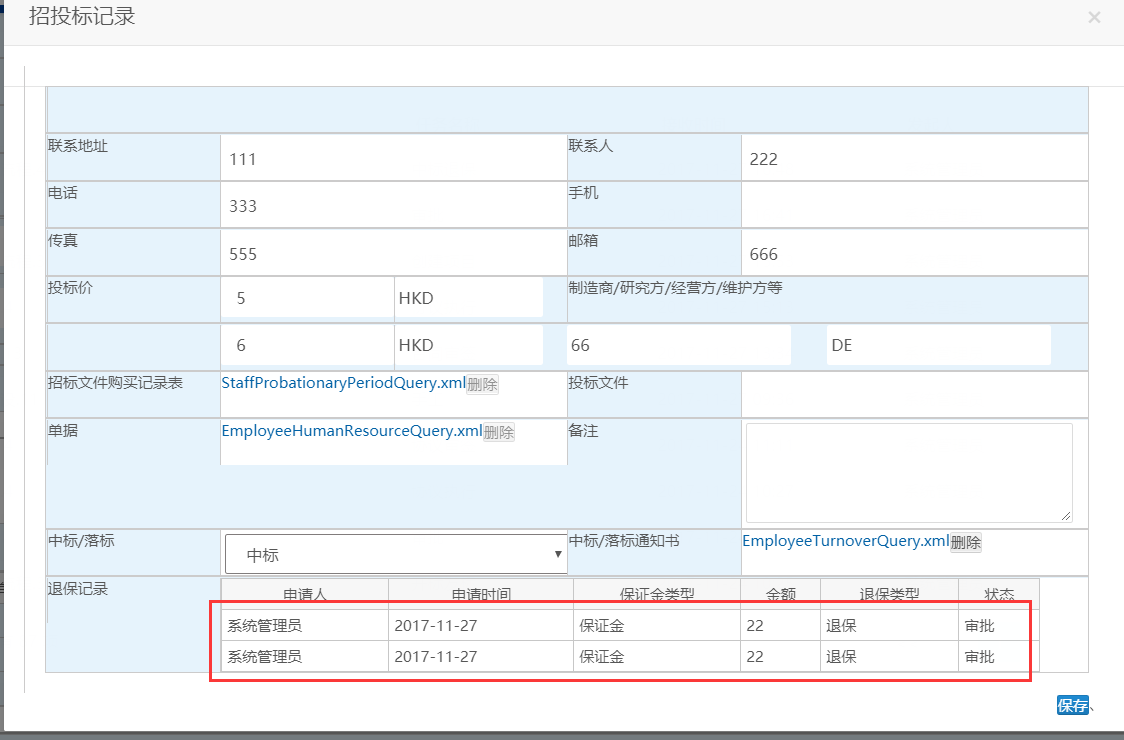 招投标记录 ×
联系地址 111 联系人 222
电话 333 手机
传真 555 邮箱 666
投标价 5 HKD 制造商/研究方/经营方/维护方等
6 HKD 66 DE
招标文件购买记录表 StaffProbationaryPeriodQuery.xml删除 投标文件
单据 EmployeeHumanResourceQuery.xml删除 备注
中标/落标 中标 中标/落标通知书 EmployeeTurnoverQuery.xml删除
退保记录 申请人 申请时间 保证金类型 金额 退保类型 状态
系统管理员 2017-11-27 保证金 22 退保 审批
系统管理员 2017-11-27 保证金 22 退保 审批
保存、